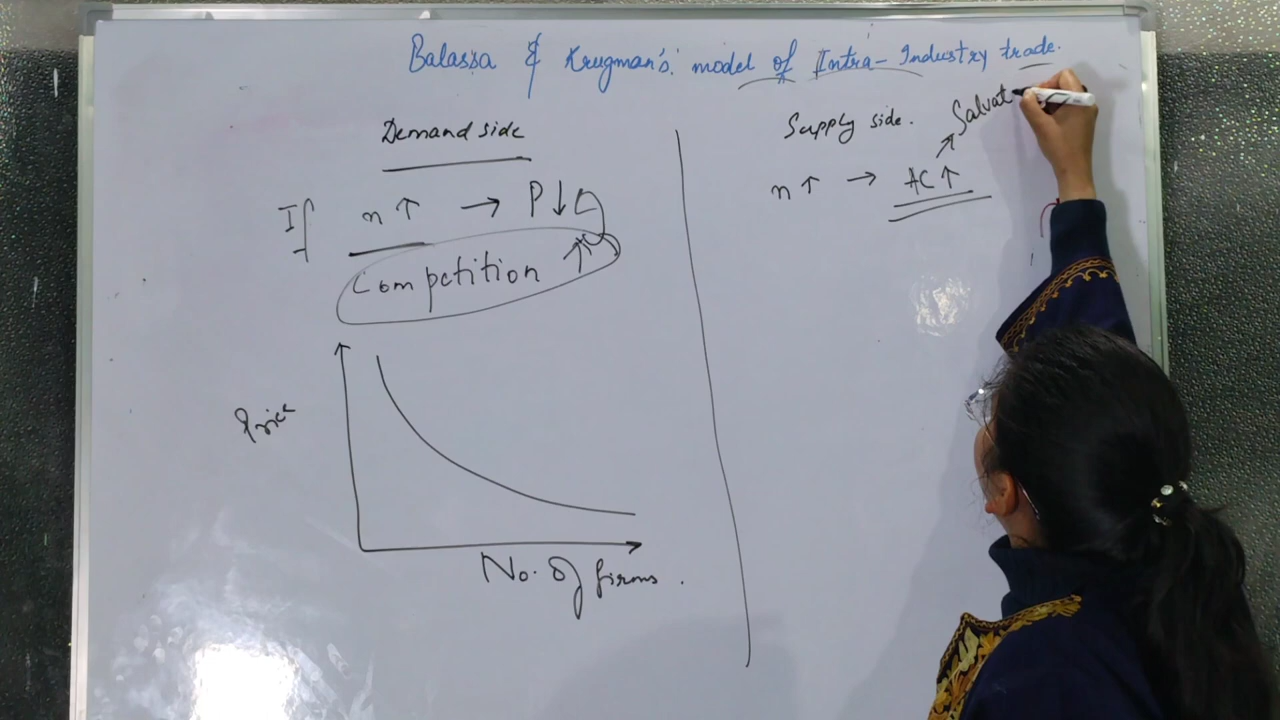 Balassa & Krugman's model of Intra-Industry trade.
Demand side
If n ↑ → P ↓
Competition ↑
Price
No. of firms.
Supply side.
Salvat
n ↑ → AC ↑